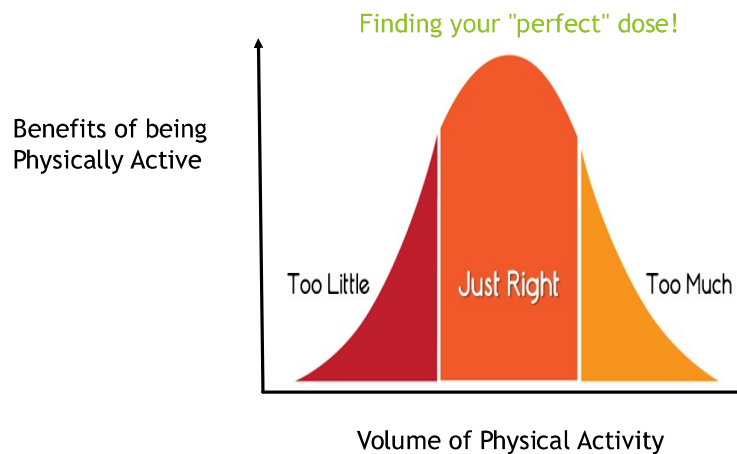 Finding your "perfect" dose!
Benefits of being
Physically Active
Too Little
Just Right
Too Much
Volume of Physical Activity